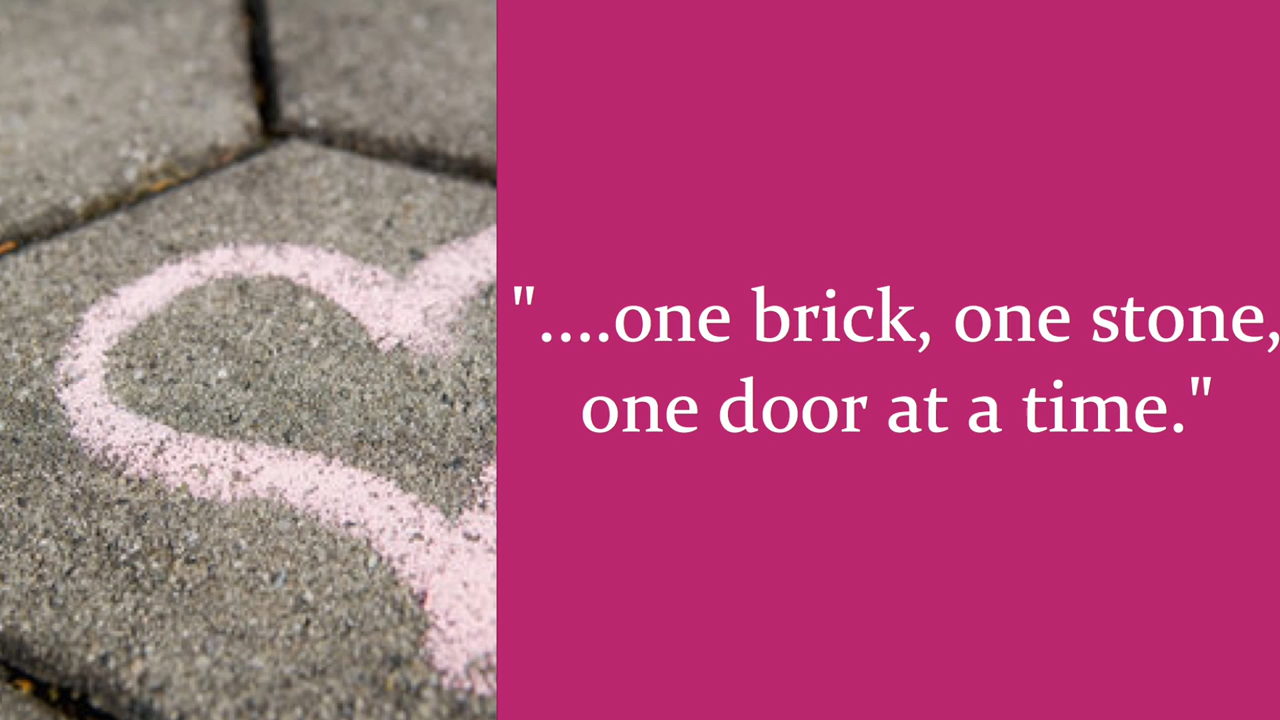 "....one brick, one stone,
one door at a time."